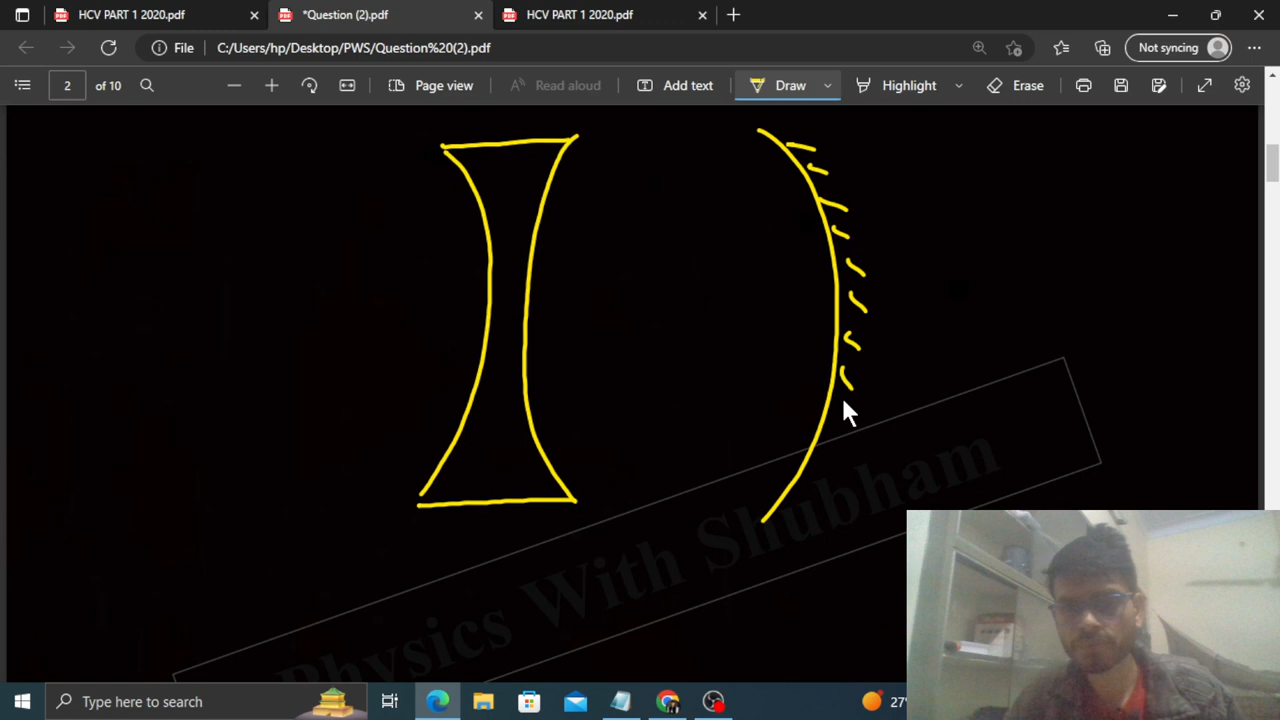 HCV PART 1 2020.pdf
*Question (2).pdf
HCV PART 1 2020.pdf
File
C:/Users/hp/Desktop/PWS/Question%20(2).pdf
Not syncing
2 of 10
Page view
Read aloud
Add text
Draw
Highlight
Erase
Physics With Shubham
Type here to search
27°